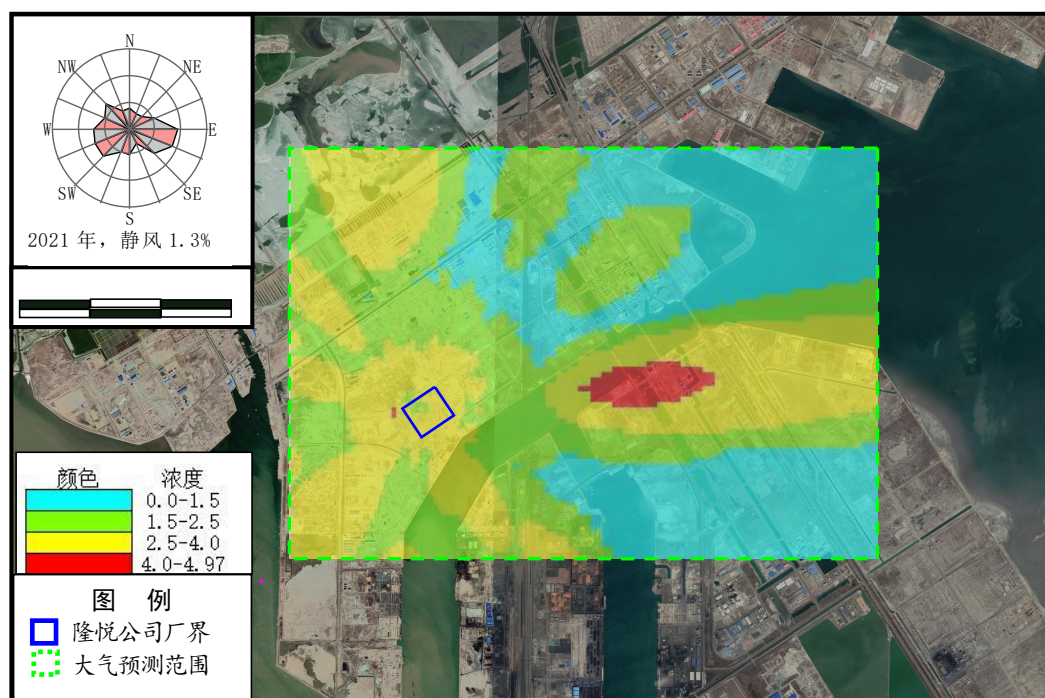 N
NW
NE
W
E
SW
SE
S
2021 年，静风 1.3%
颜色 浓度
0.0-1.5
1.5-2.5
2.5-4.0
4.0-4.97
图 例
隆悦公司厂界
大气预测范围